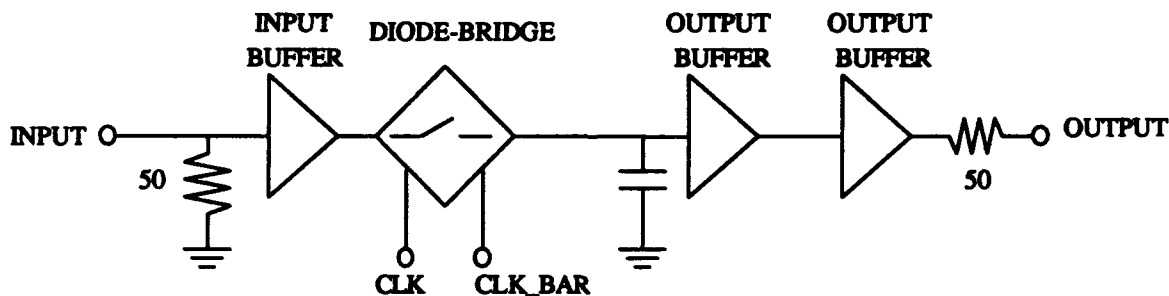 INPUT
BUFFER
DIODE-BRIDGE
OUTPUT
BUFFER
OUTPUT
BUFFER
INPUT
50
50
OUTPUT
CLK
CLK_BAR